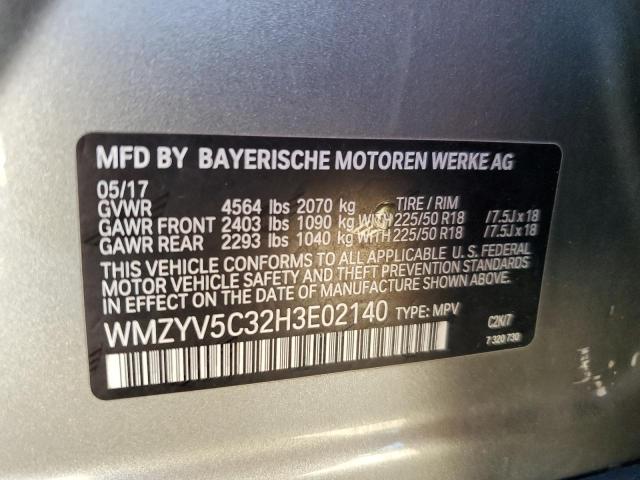 MFD BY BAYERISCHE MOTOREN WERKE AG
05/17 TIRE / RIM
GVWR 4564 lbs 2070 kg
GAWR FRONT 2403 lbs 1090 kg WITH 225/50 R18 /7.5J x 18
GAWR REAR 2293 lbs 1040 kg WITH 225/50 R18 /7.5J x 18
THIS VEHICLE CONFORMS TO ALL APPLICABLE U. S. FEDERAL
MOTOR VEHICLE SAFETY AND THEFT PREVENTION STANDARDS
IN EFFECT ON THE DATE OF MANUFACTURE SHOWN ABOVE.
WMZYV5C32H3E02140 TYPE: MPV
C2K/7
7 320 730